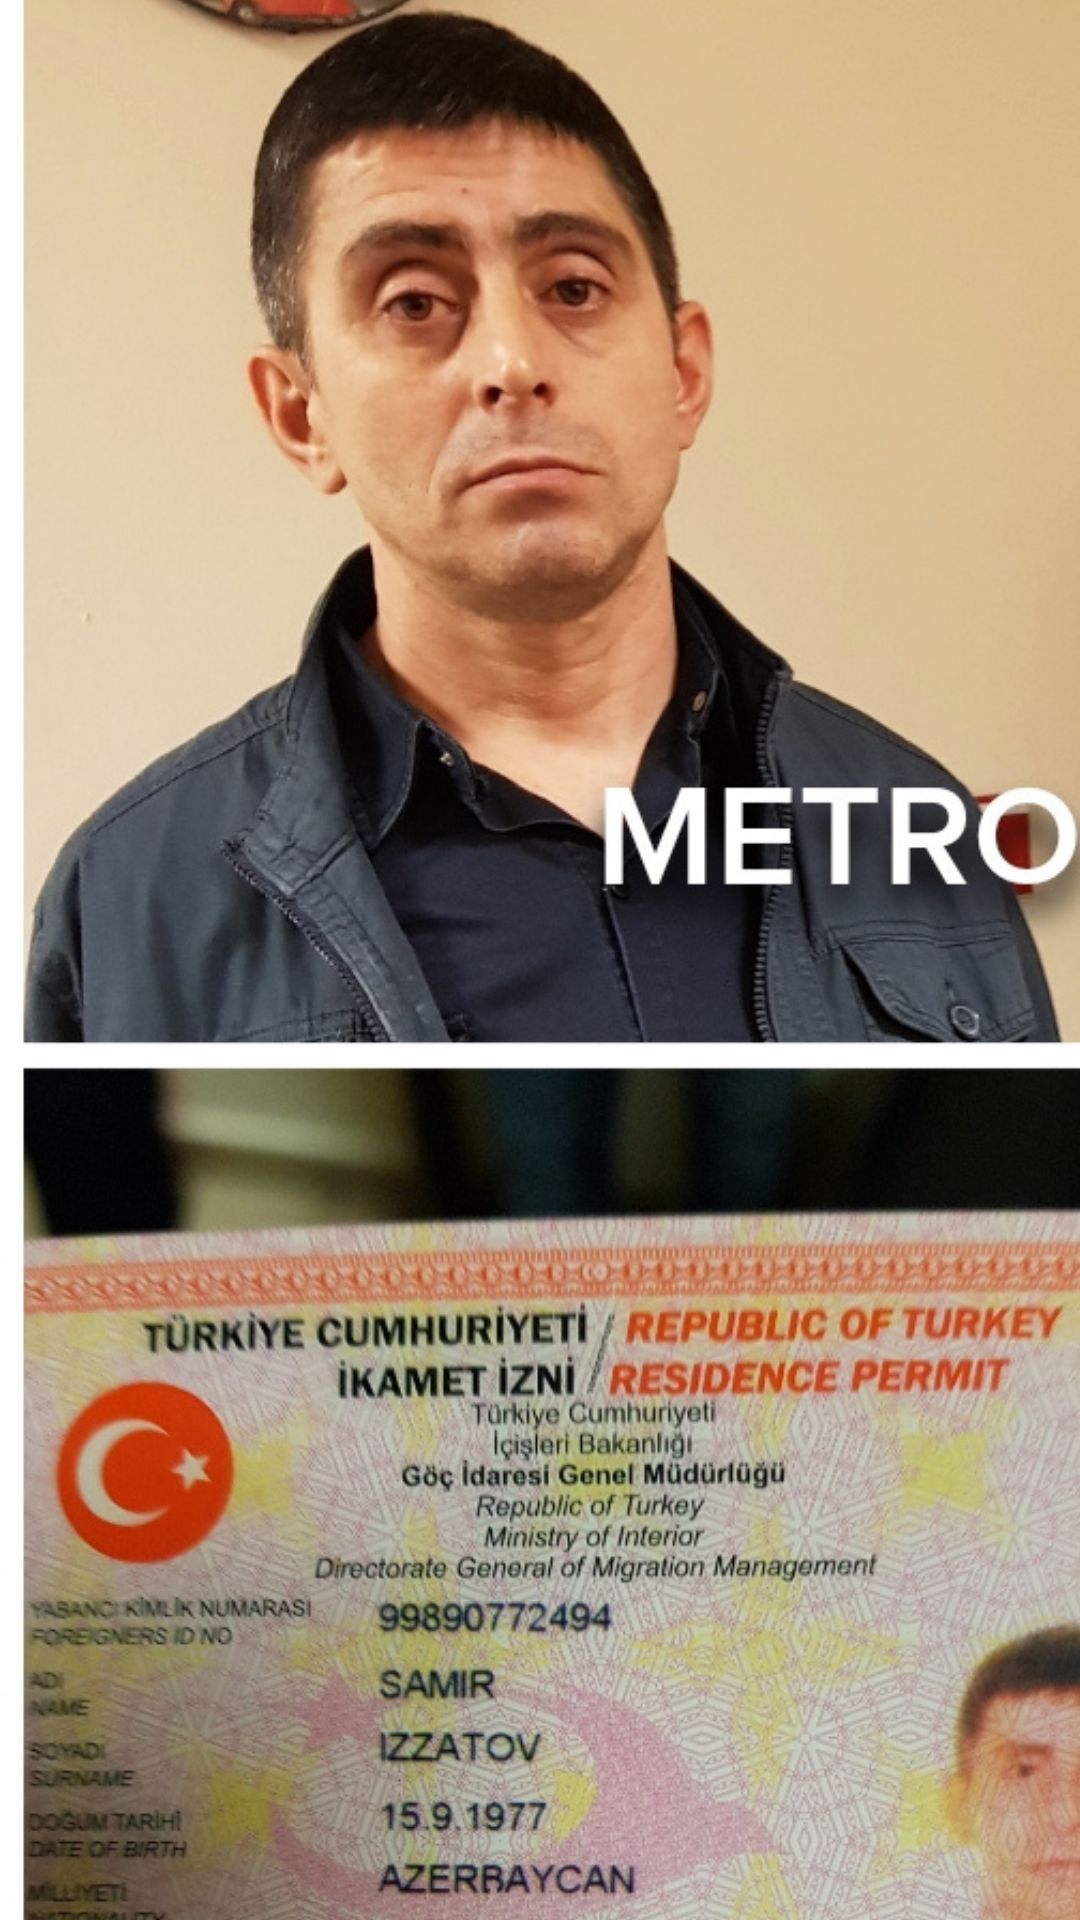 METRO
TÜRKİYE CUMHURİYETİ / REPUBLIC OF TURKEY
İKAMET İZNİ / RESIDENCE PERMIT
Türkiye Cumhuriyeti
İçişleri Bakanlığı
Göç İdaresi Genel Müdürlüğü
Republic of Turkey
Ministry of Interior
Directorate General of Migration Management
YABANCI KİMLİK NUMARASI
FOREIGNERS ID NO
99890772494
ADI
NAME
SAMIR
SOYADI
SURNAME
IZZATOV
DOĞUM TARİHİ
DATE OF BIRTH
15.9.1977
MİLLİYETİ
NATIONALITY
AZERBAYCAN